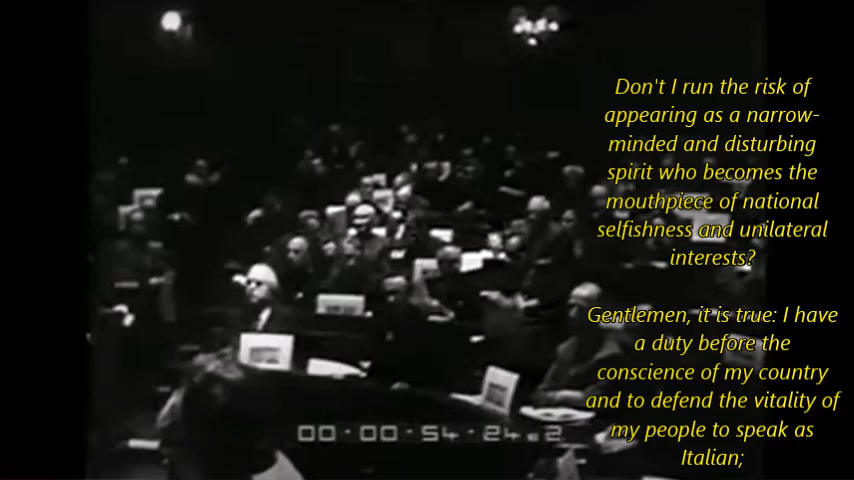 Don't I run the risk of
appearing as a narrow-
minded and disturbing
spirit who becomes the
mouthpiece of national
selfishness and unilateral
interests?
Gentlemen, it is true: I have
a duty before the
conscience of my country
and to defend the vitality of
my people to speak as
Italian;
00·00·54·24